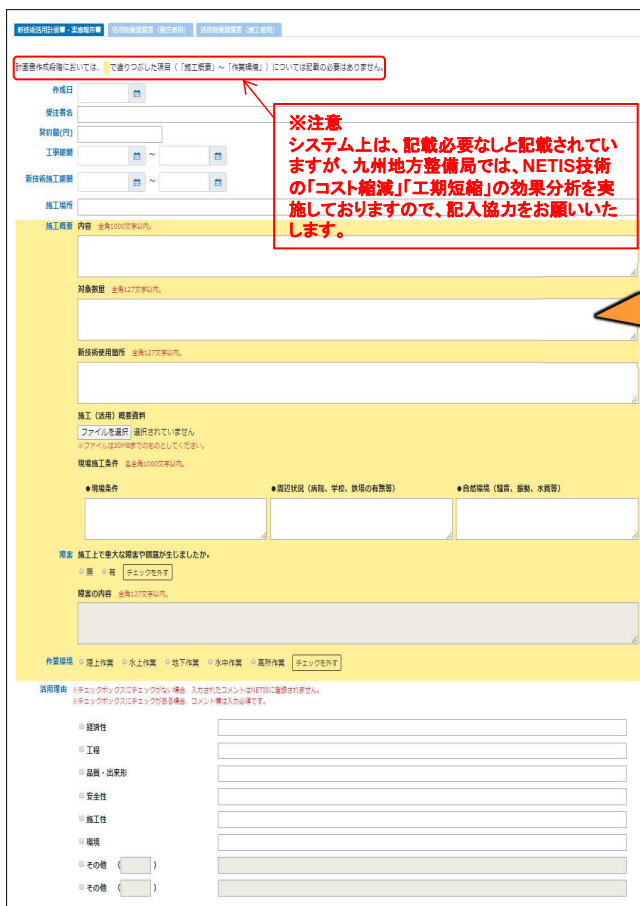 新技術活用計画書・実施報告書 活用効果調査表（発注者用） 活用効果調査表（施工者用）
計画書作成段階においては、 で塗りつぶした項目（「施工概要」～「作業環境」）については記載の必要はありません。
作成日
受注者名
契約額(円)
工事期間 ～
新技術施工期間 ～
施工場所
※注意
システム上は、記載必要なしと記載されてい
ますが、九州地方整備局では、NETIS技術
の「コスト縮減」「工期短縮」の効果分析を実
施しておりますので、記入協力をお願いいた
します。
施工概要 内容 全角1000文字以内。
対象数量 全角127文字以内。
新技術使用箇所 全角127文字以内。
施工（活用）概要資料
ファイルを選択 選択されていません
※ファイルは30MBまでのものとしてください。
現場施工条件 各全角1000文字以内。
●現場条件 ●周辺状況（病院、学校、鉄塔の有無等） ●自然環境（騒音、振動、水質等）
障害 施工上で重大な障害や問題が生じましたか。
無 有 チェックを外す
障害の内容 全角127文字以内。
作業環境 陸上作業 水上作業 地下作業 水中作業 高所作業 チェックを外す
活用理由 ※チェックボックスにチェックがない場合、入力されたコメントはNETISに登録されません。
※チェックボックスにチェックがある場合、コメント欄は入力必須です。
経済性
工程
品質・出来形
安全性
施工性
環境
その他 （ ）
その他 （ ）